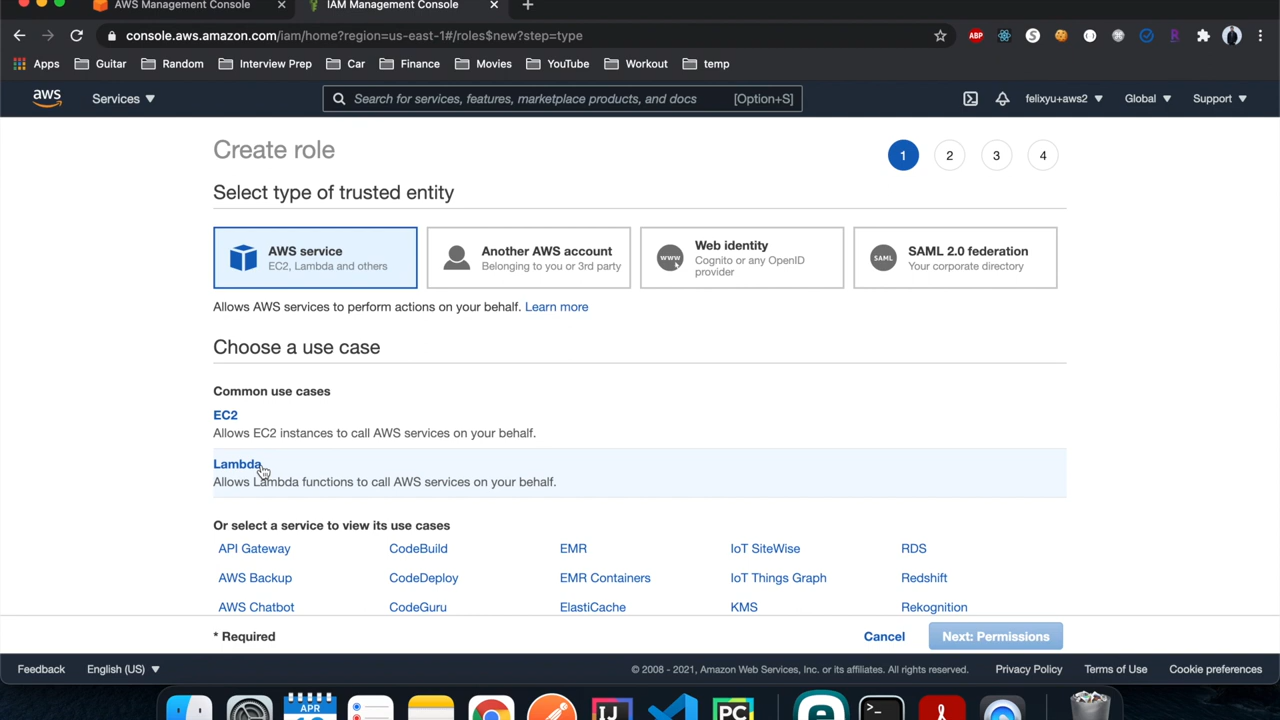 AWS Management Console
IAM Management Console
console.aws.amazon.com/iam/home?region=us-east-1#/roles$new?step=type
ABP
S
R
Apps
Guitar
Random
Interview Prep
Car
Finance
Movies
YouTube
Workout
temp
aws
Services
Search for services, features, marketplace products, and docs
[Option+S]
felixyu+aws2
Global
Support
Create role
1
2
3
4
Select type of trusted entity
AWS service
EC2, Lambda and others
Another AWS account
Belonging to you or 3rd party
www
Web identity
Cognito or any OpenID
provider
SAML
SAML 2.0 federation
Your corporate directory
Allows AWS services to perform actions on your behalf. Learn more
Choose a use case
Common use cases
EC2
Allows EC2 instances to call AWS services on your behalf.
Lambda
Allows Lambda functions to call AWS services on your behalf.
Or select a service to view its use cases
API Gateway
CodeBuild
EMR
IoT SiteWise
RDS
AWS Backup
CodeDeploy
EMR Containers
IoT Things Graph
Redshift
AWS Chatbot
CodeGuru
ElastiCache
KMS
Rekognition
* Required
Cancel
Next: Permissions
Feedback
English (US)
© 2008 - 2021, Amazon Web Services, Inc. or its affiliates. All rights reserved.
Privacy Policy
Terms of Use
Cookie preferences
APR
IJ
PC
e